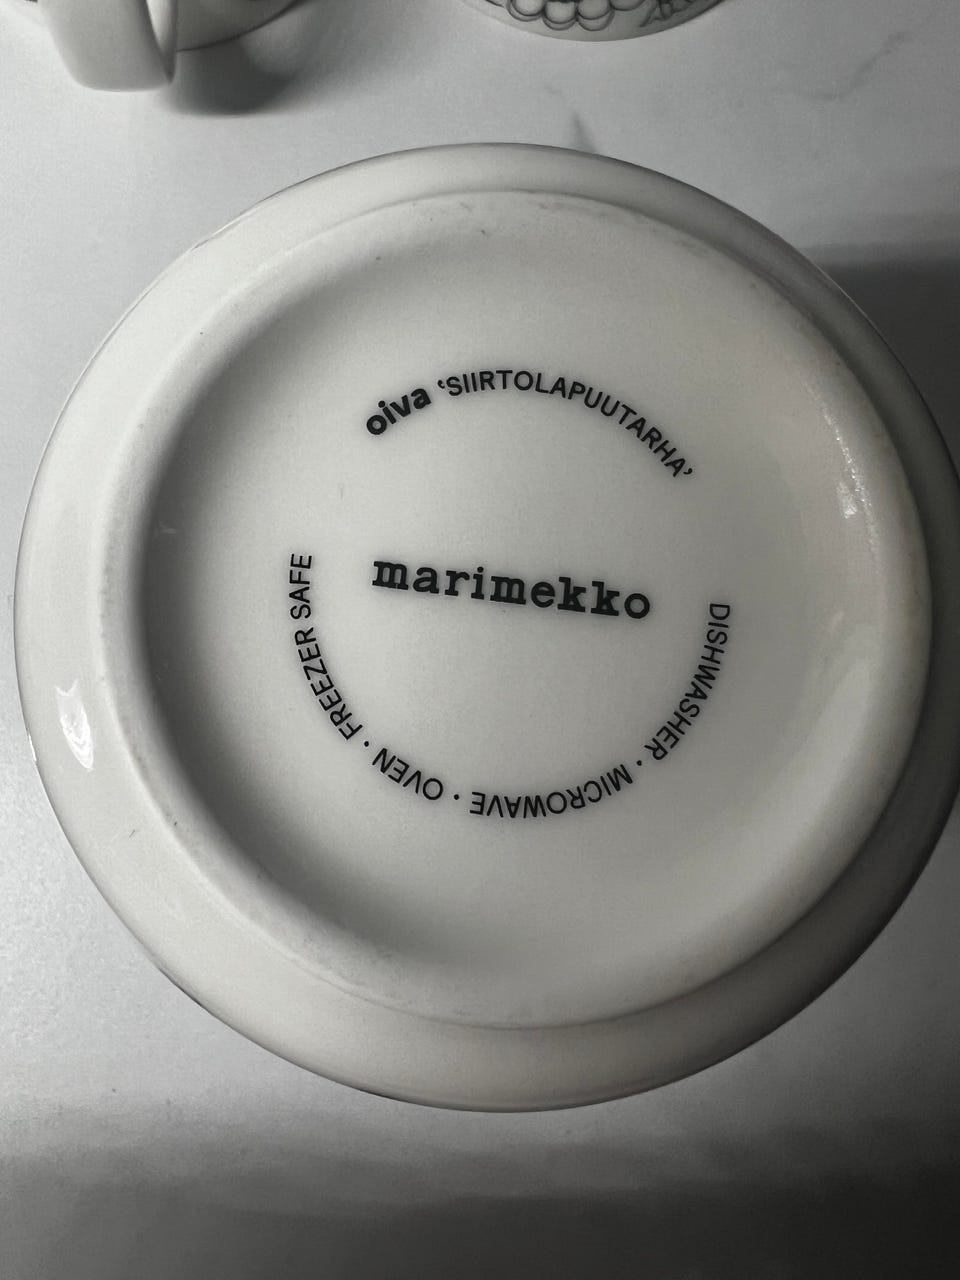 oiva ‘SIIRTOLAPUUTARHA’
marimekko
DISHWASHER · MICROWAVE · OVEN · FREEZER SAFE